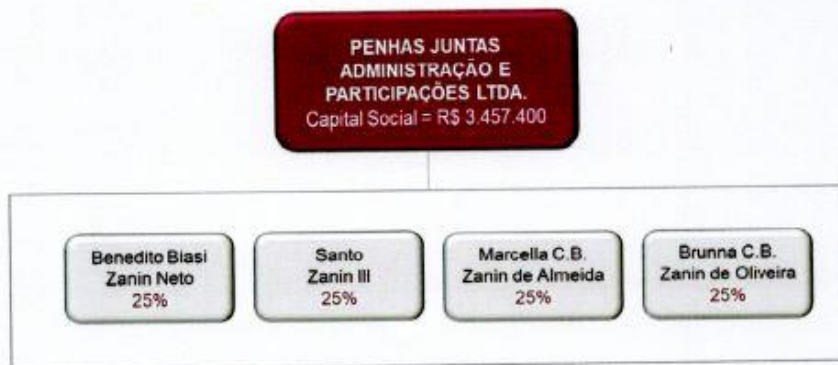 PENHAS JUNTAS
ADMINISTRAÇÃO E
PARTICIPAÇÕES LTDA.
Capital Social = R$ 3.457.400
Benedito Biasi
Zanin Neto
25%
Santo
Zanin III
25%
Marcella C.B.
Zanin de Almeida
25%
Brunna C.B.
Zanin de Oliveira
25%